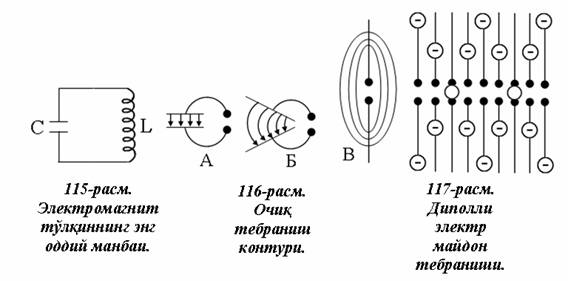 C
L
А
Б
В
115-расм.
Электромагнит
тўлқиннинг энг
оддий манбаи.
116-расм.
Очиқ
тебраниш
контури.
117-расм.
Диполли
электр
майдон
тебраниши.